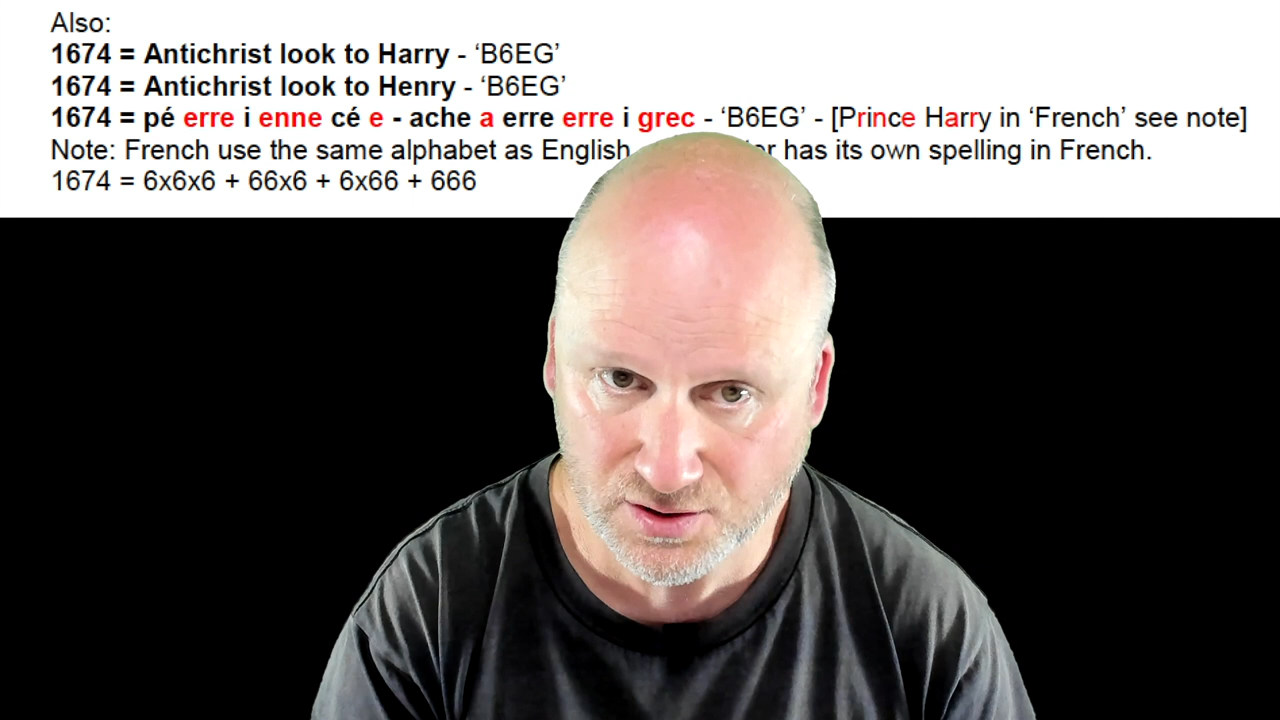 Also:
1674 = Antichrist look to Harry - ‘B6EG’
1674 = Antichrist look to Henry - ‘B6EG’
1674 = pé erre i enne cé e - ache a erre erre i grec - ‘B6EG’ - [Prince Harry in ‘French’ see note]
Note: French use the same alphabet as English has its own spelling in French.
1674 = 6x6x6 + 66x6 + 6x66 + 666